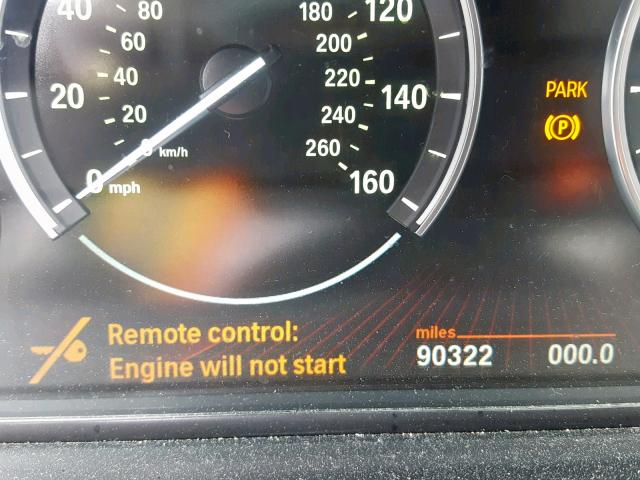 40 80 180 120
60 200
40 220
20 140 PARK
20 240
0 km/h 260
0 mph 160
(P)
Remote control: miles
Engine will not start 90322 000.0